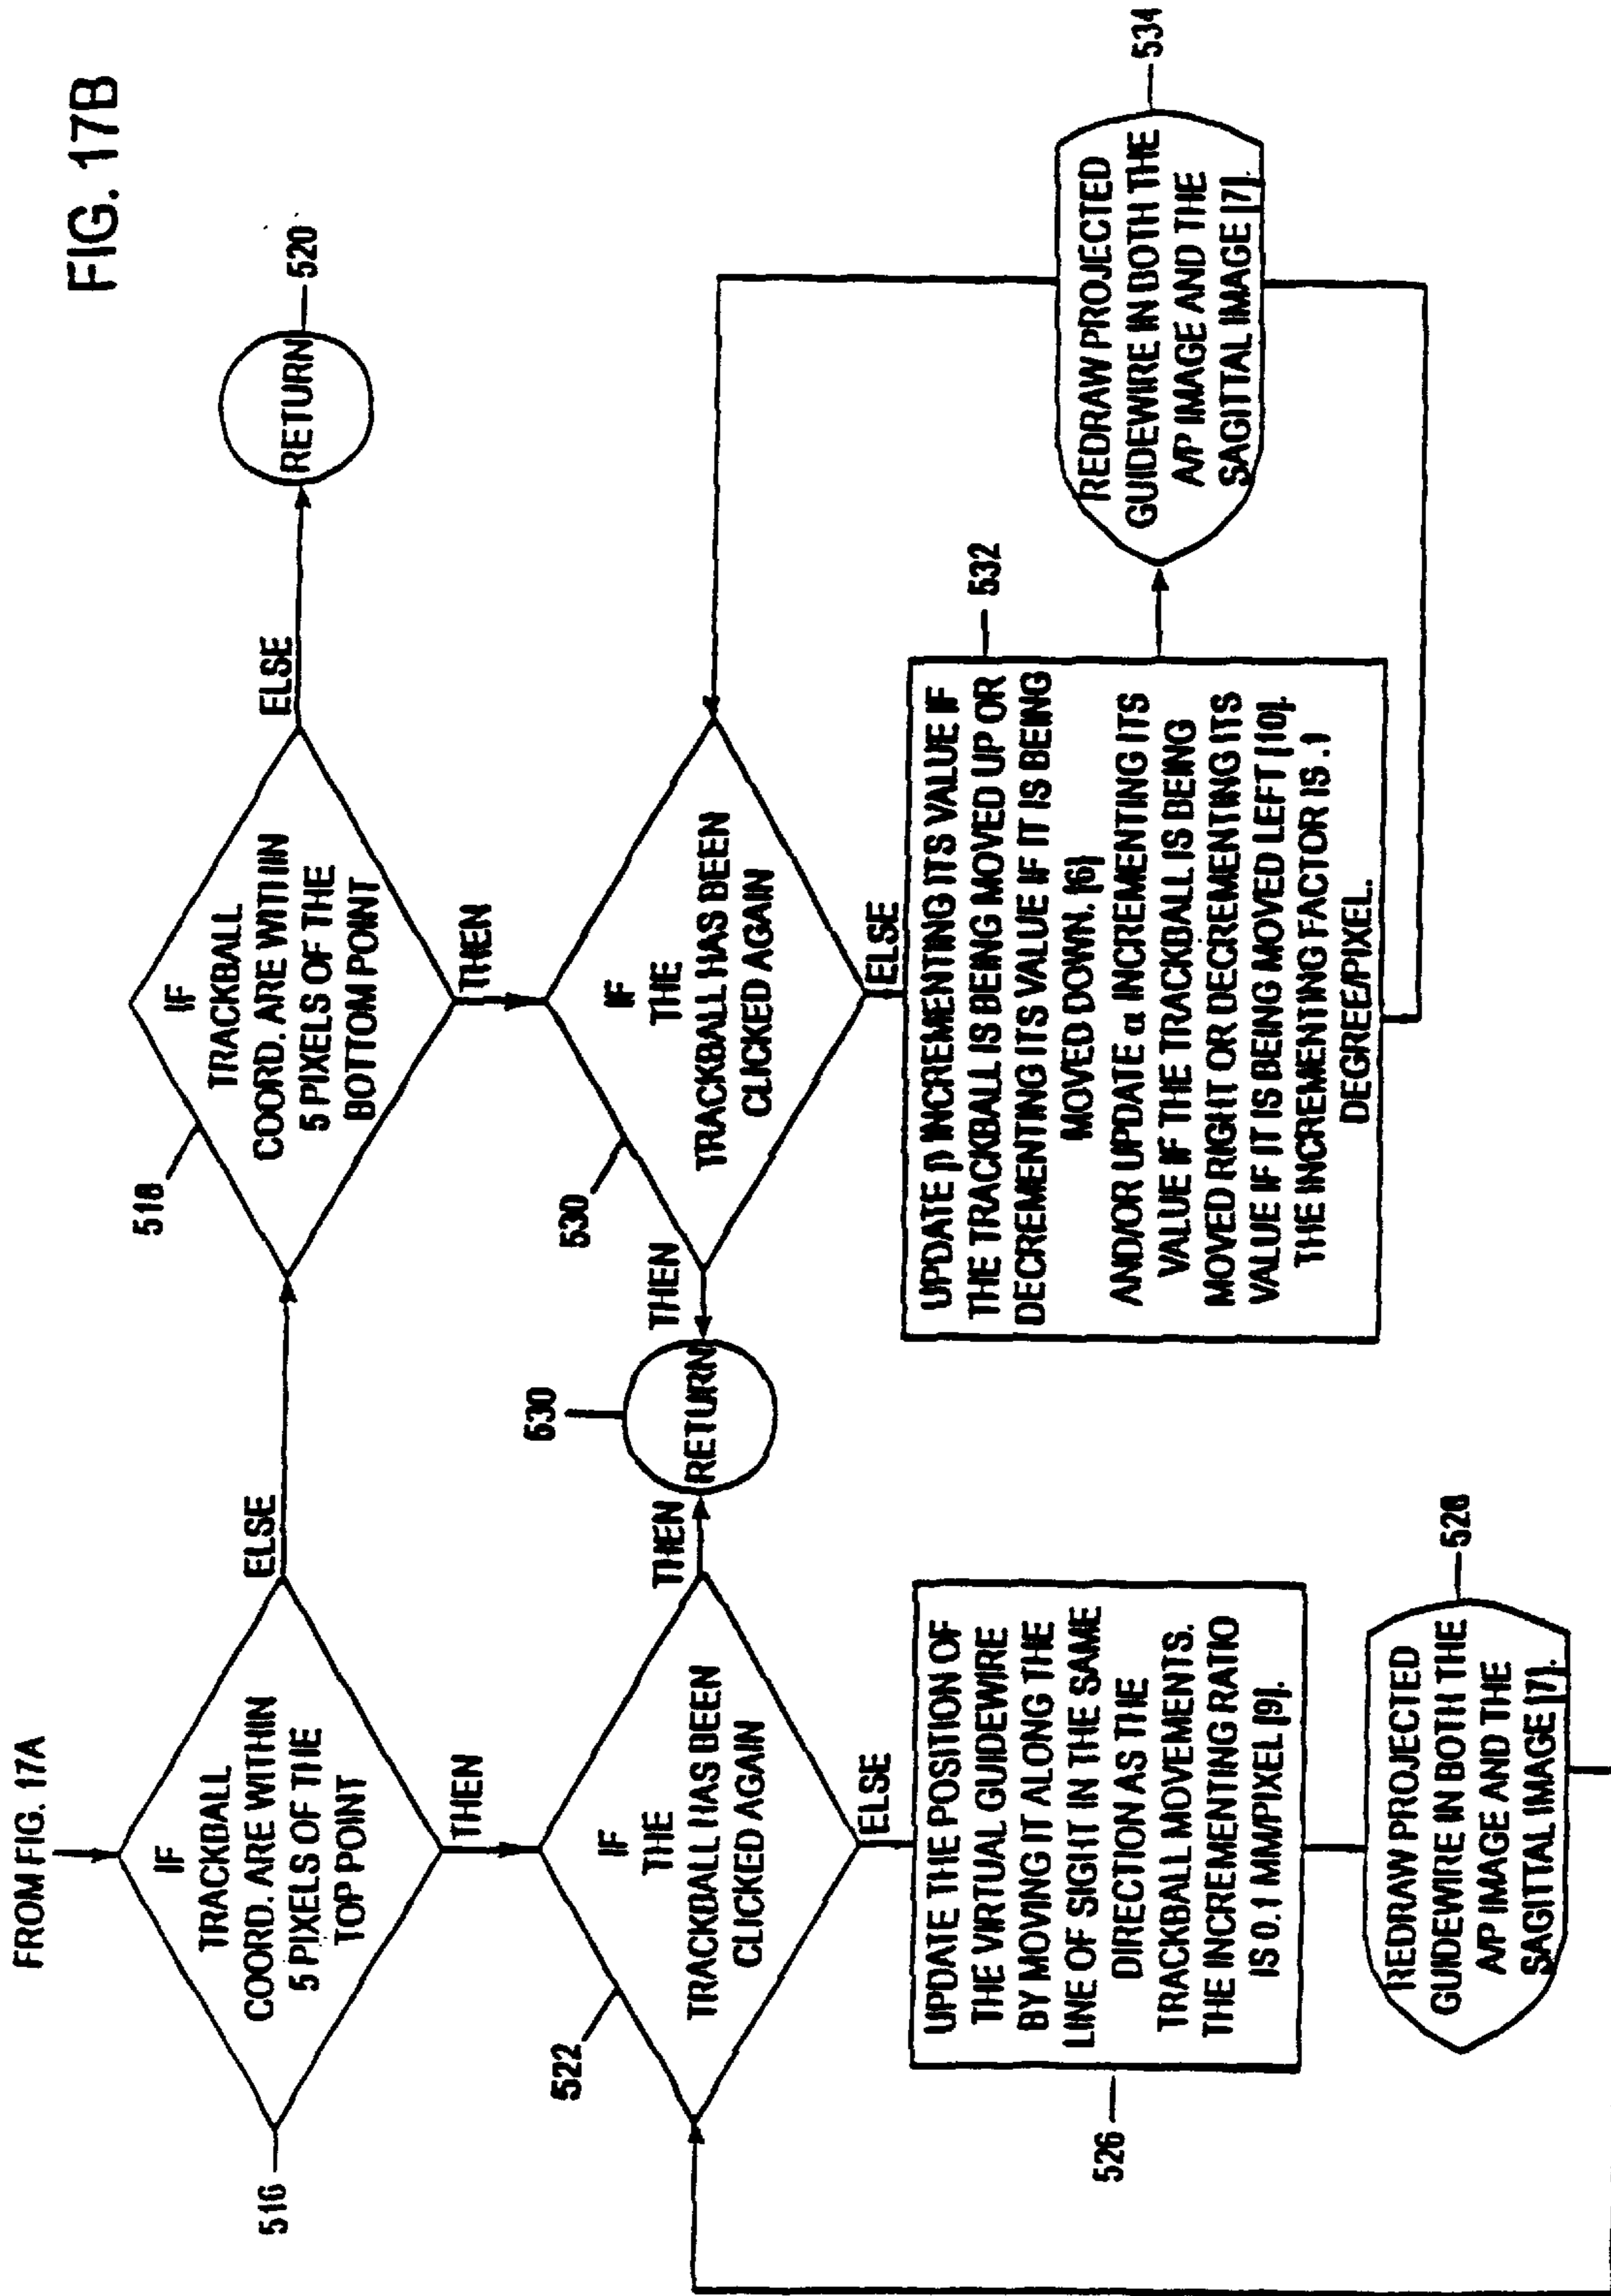 FIG. 17B
FROM FIG. 17A
IF
TRACKBALL
COORD. ARE WITHIN
5 PIXELS OF THE
TOP POINT
516
ELSE
THEN
IF
TRACKBALL
COORD. ARE WITHIN
5 PIXELS OF THE
BOTTOM POINT
518
ELSE
THEN
RETURN
520
IF
THE
TRACKBALL HAS BEEN
CLICKED AGAIN
522
THEN
ELSE
RETURN
530
IF
THE
TRACKBALL HAS BEEN
CLICKED AGAIN
530
THEN
ELSE
UPDATE THE POSITION OF
THE VIRTUAL GUIDEWIRE
BY MOVING IT ALONG THE
LINE OF SIGHT IN THE SAME
DIRECTION AS THE
TRACKBALL MOVEMENTS.
THE INCREMENTING RATIO
IS 0.1 MM/PIXEL [9].
526
REDRAW PROJECTED
GUIDEWIRE IN BOTH THE
A/P IMAGE AND THE
SAGITTAL IMAGE [7].
528
UPDATE β INCREMENTING ITS VALUE IF
THE TRACKBALL IS BEING MOVED UP OR
DECREMENTING ITS VALUE IF IT IS BEING
MOVED DOWN. [6]
AND/OR UPDATE α INCREMENTING ITS
VALUE IF THE TRACKBALL IS BEING
MOVED RIGHT OR DECREMENTING ITS
VALUE IF IT IS BEING MOVED LEFT [10].
THE INCREMENTING FACTOR IS .1
DEGREE/PIXEL.
532
REDRAW PROJECTED
GUIDEWIRE IN BOTH THE
A/P IMAGE AND THE
SAGITTAL IMAGE [7].
534